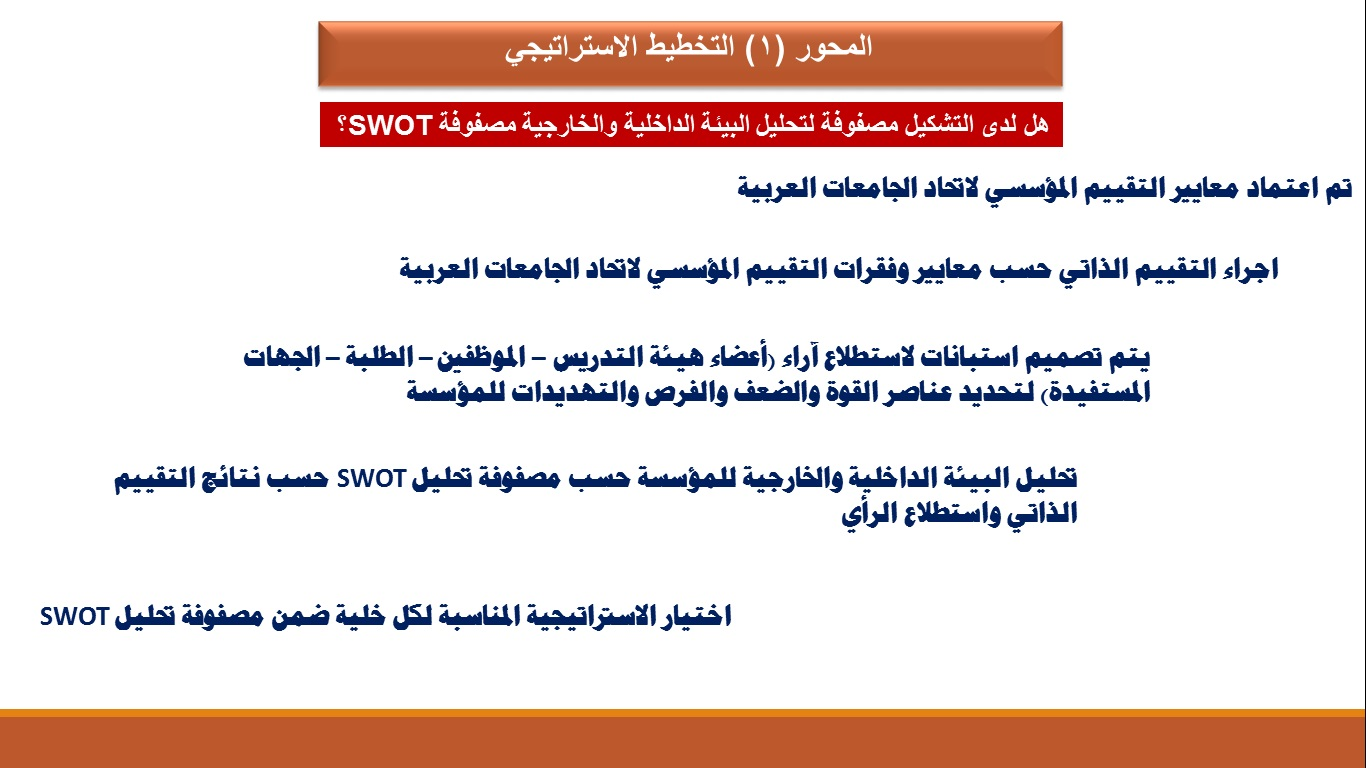 المحور (١) التخطيط الاستراتيجي
هل لدى التشكيل مصفوفة لتحليل البيئة الداخلية والخارجية مصفوفة SWOT؟
تم اعتماد معايير التقييم المؤسسي لاتحاد الجامعات العربية
اجراء التقييم الذاتي حسب معايير وفقرات التقييم المؤسسي لاتحاد الجامعات العربية
يتم تصميم استبانات لاستطلاع آراء (أعضاء هيئة التدريس – الموظفين – الطلبة – الجهات
المستفيدة) لتحديد عناصر القوة والضعف والفرص والتهديدات للمؤسسة
تحليل البيئة الداخلية والخارجية للمؤسسة حسب مصفوفة تحليل SWOT حسب نتائج التقييم
الذاتي واستطلاع الرأي
اختيار الاستراتيجية المناسبة لكل خلية ضمن مصفوفة تحليل SWOT